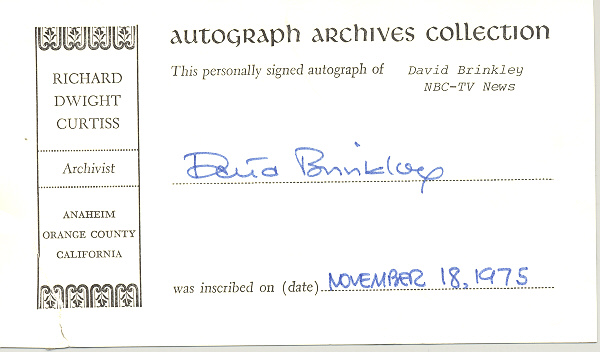 RICHARD
DWIGHT
CURTISS
Archivist
ANAHEIM
ORANGE COUNTY
CALIFORNIA
AUTOGRAPH ARCHIVES COLLECTION
This personally signed autograph of David Brinkley
NBC-TV News
David Brinkley
was inscribed on (date) NOVEMBER 18, 1975